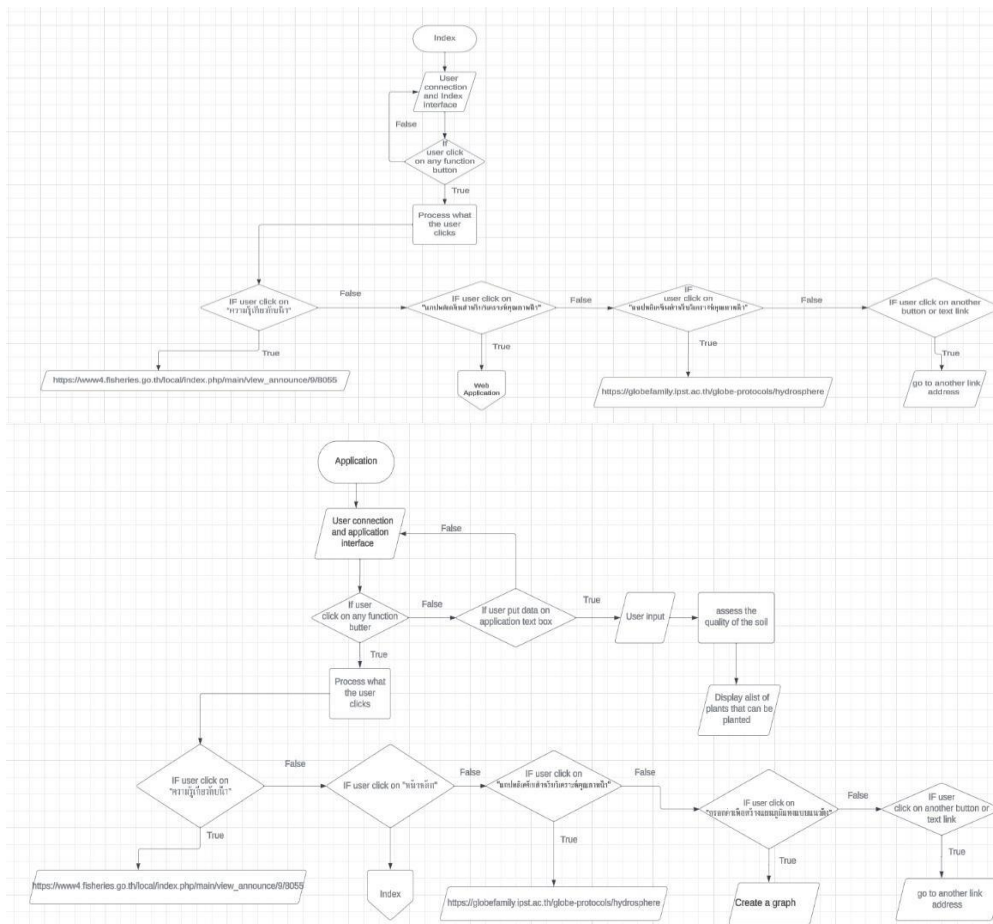 Index
User
connection
and Index
interface
False
If
user click
on any function
button
True
Process what
the user
clicks
IF user click on
"ความรู้เกี่ยวกับน้ำ"
False
IF user click on
False
IF
user click on
False
IF user click on another
button or text link
True
True
True
True
https://www4.fisheries.go.th/local/index.php/main/view_announce/9/8055
Web
Application
https://globefamily.ipst.ac.th/globe-protocols/hydrosphere
go to another link
address
Application
User connection
and application
interface
False
If user
click on any function
butter
False
If user put data on
application text box
True
User input
assess the
quality of the soil
True
Process what
the user
clicks
Display alist of
plants that can be
planted
IF user click on
"ความรู้เกี่ยวกับน้ำ"
False
IF user click on "หน้าหลัก"
False
IF user click on
False
IF user click on
False
IF user
click on another button or
text link
True
True
True
True
True
https://www4.fisheries.go.th/local/index.php/main/view_announce/9/8055
Index
https://globefamily.ipst.ac.th/globe-protocols/hydrosphere
Create a graph
go to another link
address